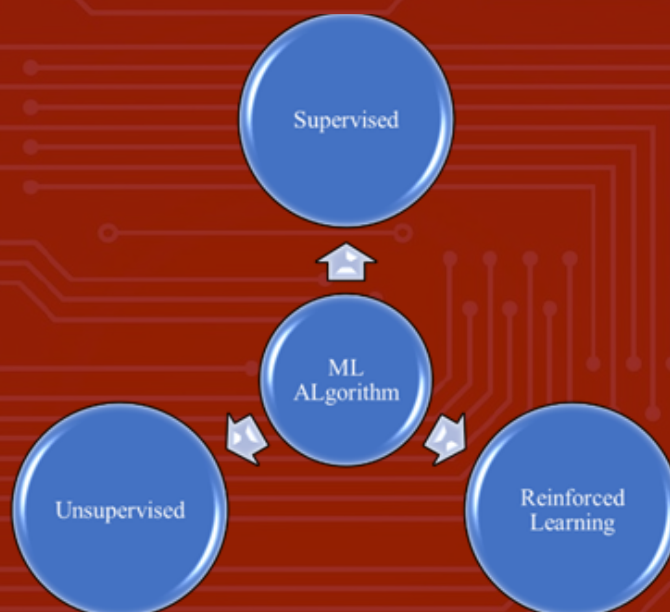 Supervised
ML
ALgorithm
Unsupervised
Reinforced
Learning